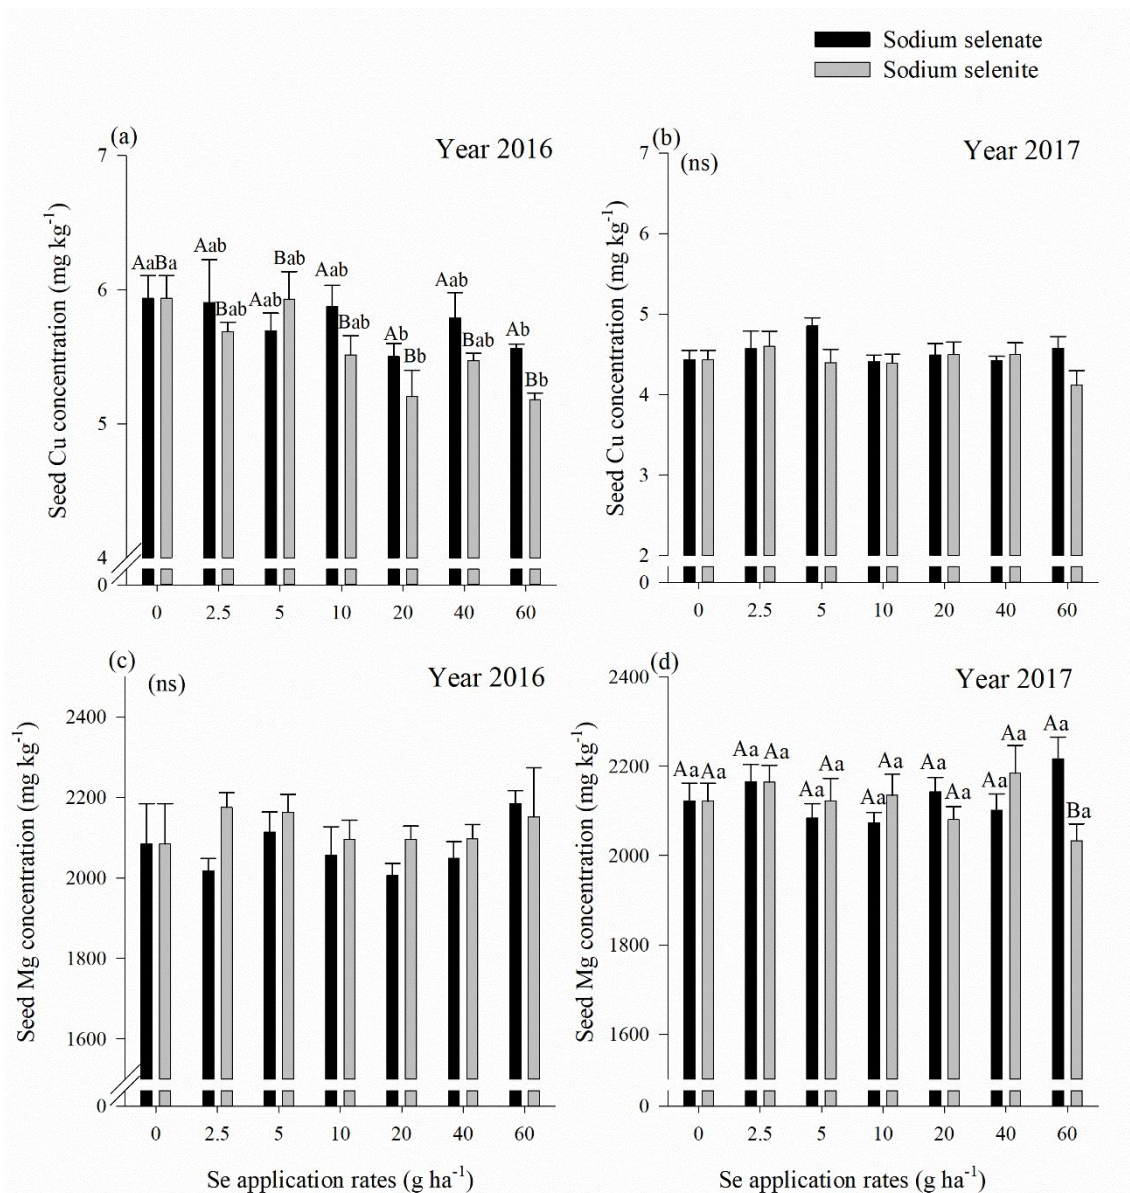 Sodium selenate
Sodium selenite
(a)
Year 2016
7
6
5
4
0
Seed Cu concentration (mg kg-1)
Aa Ba
Aab
Bab
Aab
Bab
Aab
Bab
Ab
Bb
Aab
Bab
Ab
Bb
0 2.5 5 10 20 40 60
(b)
(ns)
Year 2017
7
6
5
4
3
2
0
Seed Cu concentration (mg kg-1)
0 2.5 5 10 20 40 60
(c)
(ns)
Year 2016
2400
2200
2000
1800
1600
0
Seed Mg concentration (mg kg-1)
0 2.5 5 10 20 40 60
Se application rates (g ha-1)
(d)
Year 2017
2400
2200
2000
1600
0
Seed Mg concentration (mg kg-1)
Aa Aa
Aa Aa
Aa
Aa
Aa
Aa
Aa
Aa
Aa
Aa
Aa
Ba
0 2.5 5 10 20 40 60
Se application rates (g ha-1)